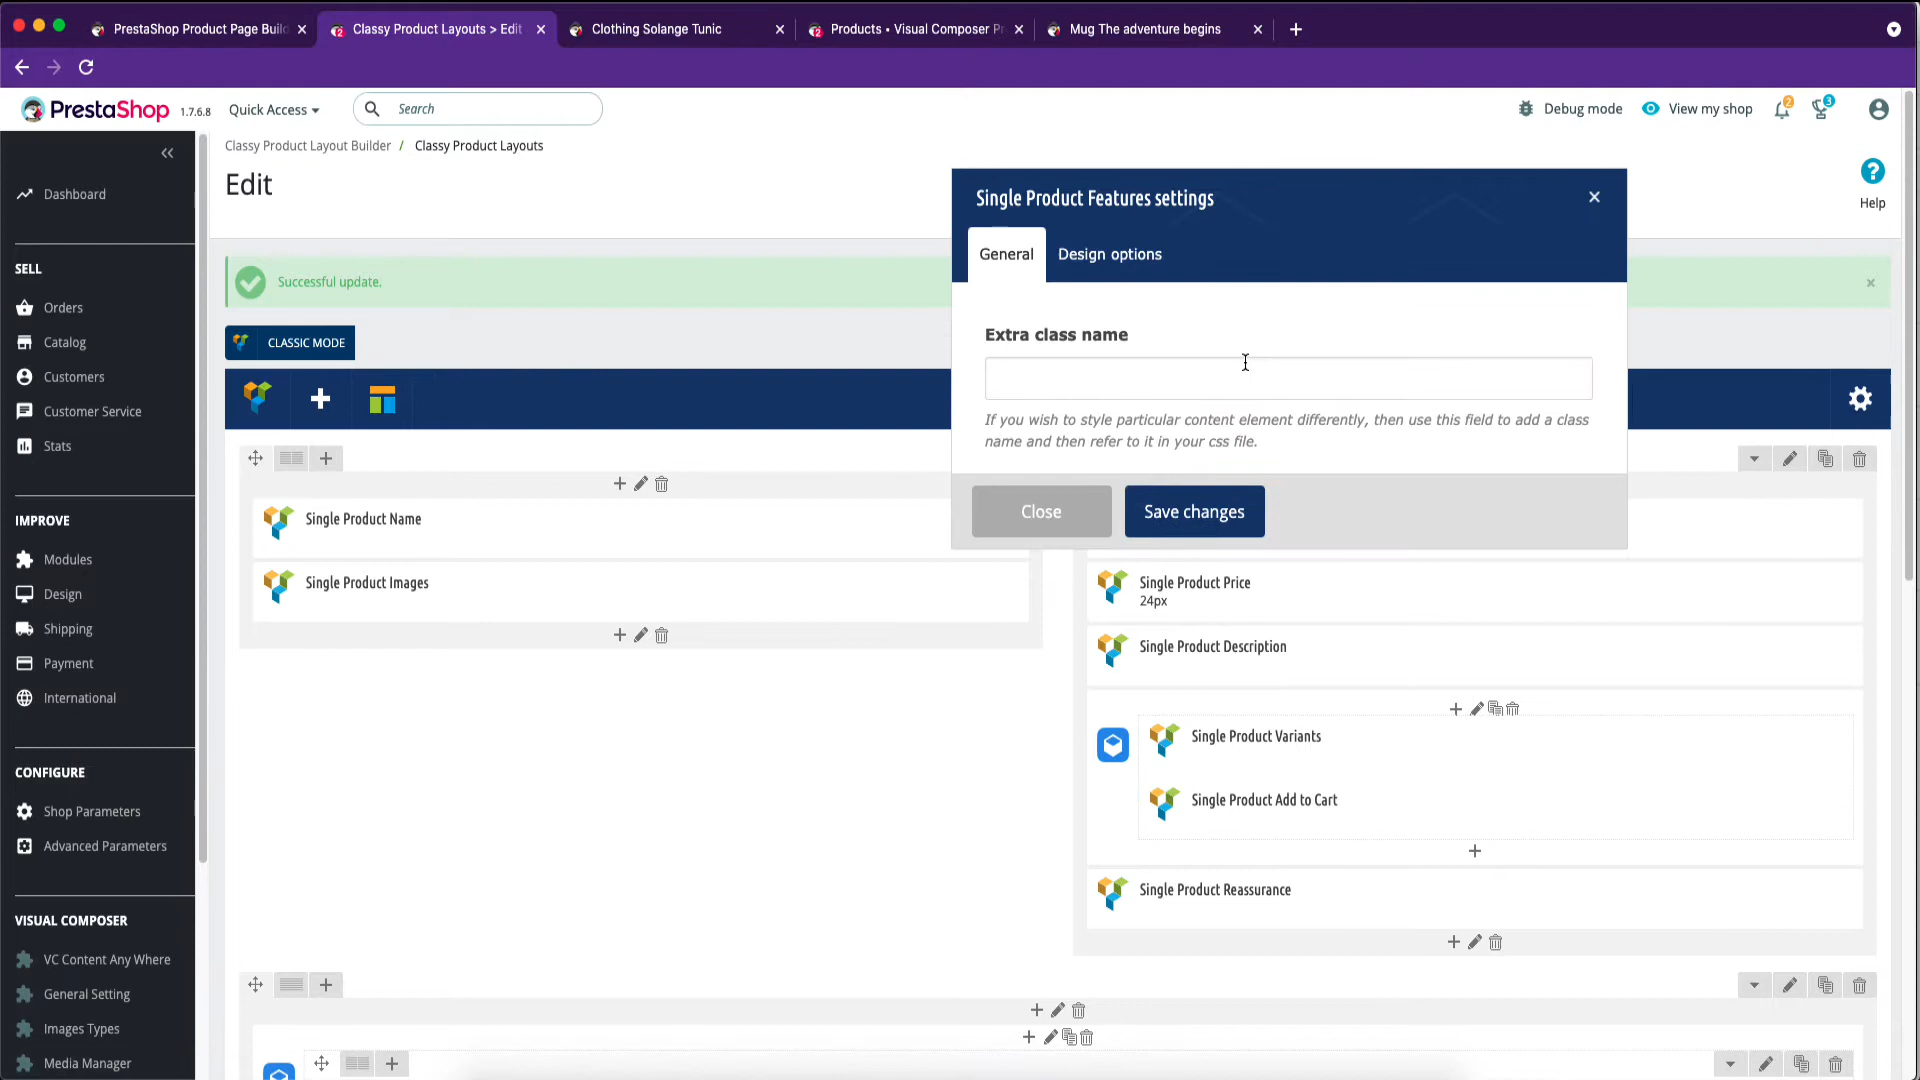 PrestaShop Product Page Build
Classy Product Layouts > Edit
Clothing Solange Tunic
Products • Visual Composer Pr
Mug The adventure begins
PrestaShop 1.7.6.8
Quick Access
Search
Debug mode
View my shop
2
3
Classy Product Layout Builder / Classy Product Layouts
Edit
Help
Dashboard
SELL
Orders
Catalog
Customers
Customer Service
Stats
IMPROVE
Modules
Design
Shipping
Payment
International
CONFIGURE
Shop Parameters
Advanced Parameters
VISUAL COMPOSER
VC Content Any Where
General Setting
Images Types
Media Manager
Successful update.
CLASSIC MODE
Single Product Features settings
General
Design options
Extra class name
If you wish to style particular content element differently, then use this field to add a class
name and then refer to it in your css file.
Close
Save changes
Single Product Name
Single Product Images
Single Product Price
24px
Single Product Description
Single Product Variants
Single Product Add to Cart
Single Product Reassurance